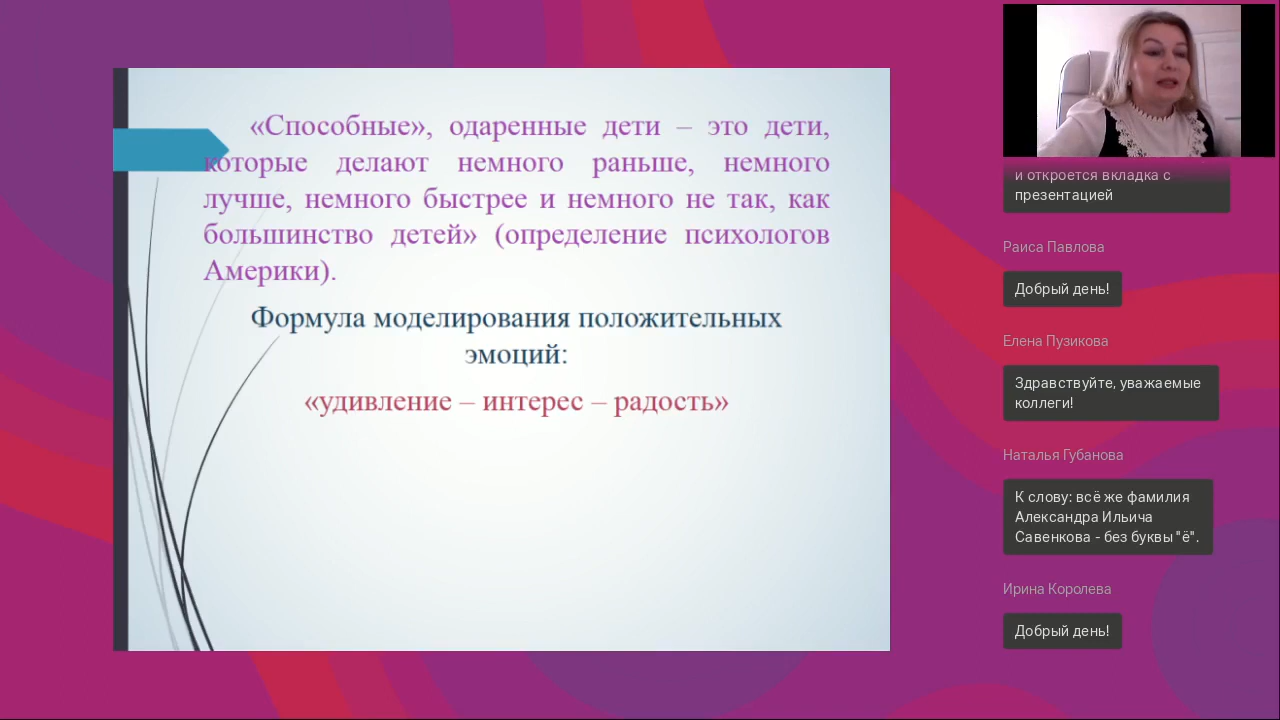 «Способные», одаренные дети – это дети,
которые делают немного раньше, немного
лучше, немного быстрее и немного не так, как
большинство детей» (определение психологов
Америки).
Формула моделирования положительных
эмоций:
«удивление – интерес – радость»
и откроется вкладка с
презентацией
Раиса Павлова
Добрый день!
Елена Пузикова
Здравствуйте, уважаемые
коллеги!
Наталья Губанова
К слову: всё же фамилия
Александра Ильича
Савенкова - без буквы "ё".
Ирина Королева
Добрый день!